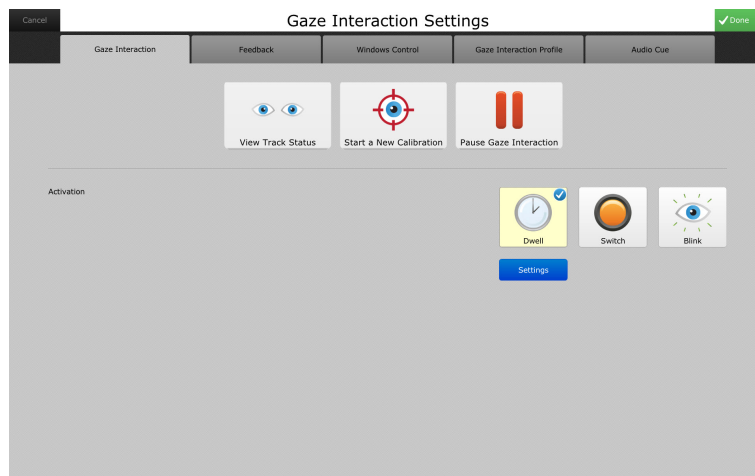 Cancel
Gaze Interaction Settings
Done
Gaze Interaction
Feedback
Windows Control
Gaze Interaction Profile
Audio Cue
View Track Status
Start a New Calibration
Pause Gaze Interaction
Activation
Dwell
Switch
Blink
Settings